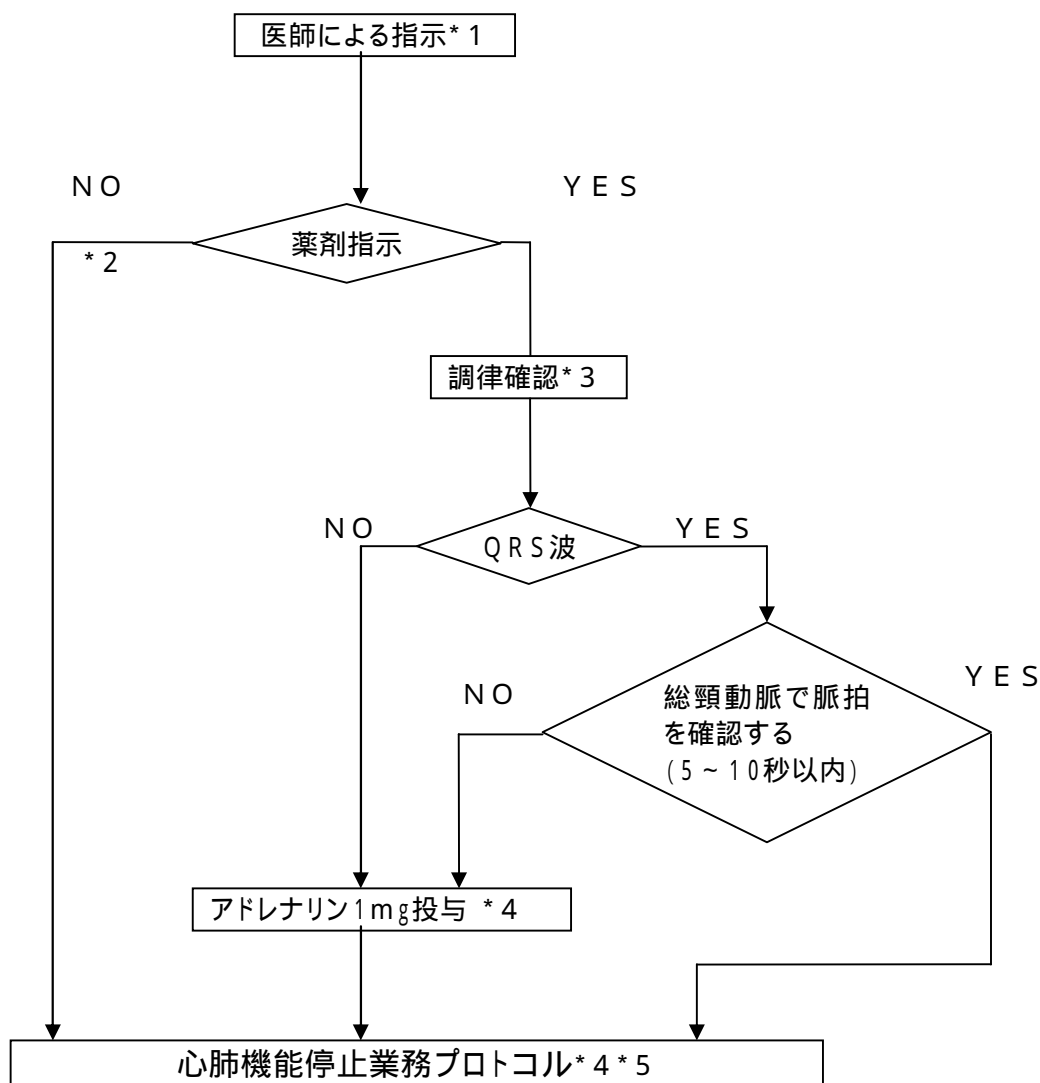 医師による指示*1
NO
YES
薬剤指示
*2
調律確認*3
NO
YES
QRS波
NO
YES
総頸動脈で脈拍
を確認する
(5~10秒以内)
アドレナリン1mg投与 *4
心肺機能停止業務プロトコル*4*5